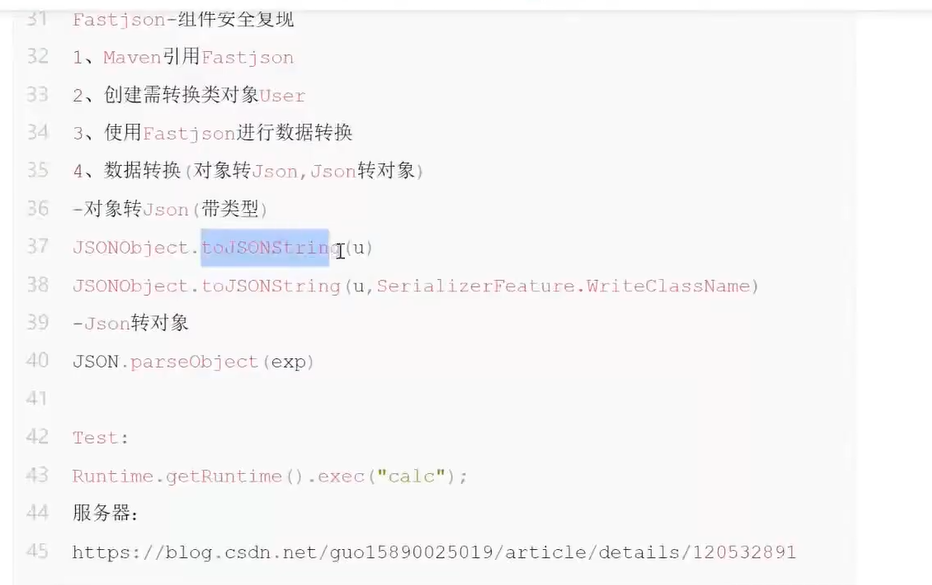 31 Fastjson-组件安全复现
32 1、Maven引用Fastjson
33 2、创建需转换类对象User
34 3、使用Fastjson进行数据转换
35 4、数据转换(对象转Json,Json转对象)
36 -对象转Json(带类型)
37 JSONObject.toJSONString(u)
38 JSONObject.toJSONString(u,SerializerFeature.WriteClassName)
39 -Json转对象
40 JSON.parseObject(exp)
41
42 Test:
43 Runtime.getRuntime().exec("calc");
44 服务器:
45 https://blog.csdn.net/guo15890025019/article/details/120532891